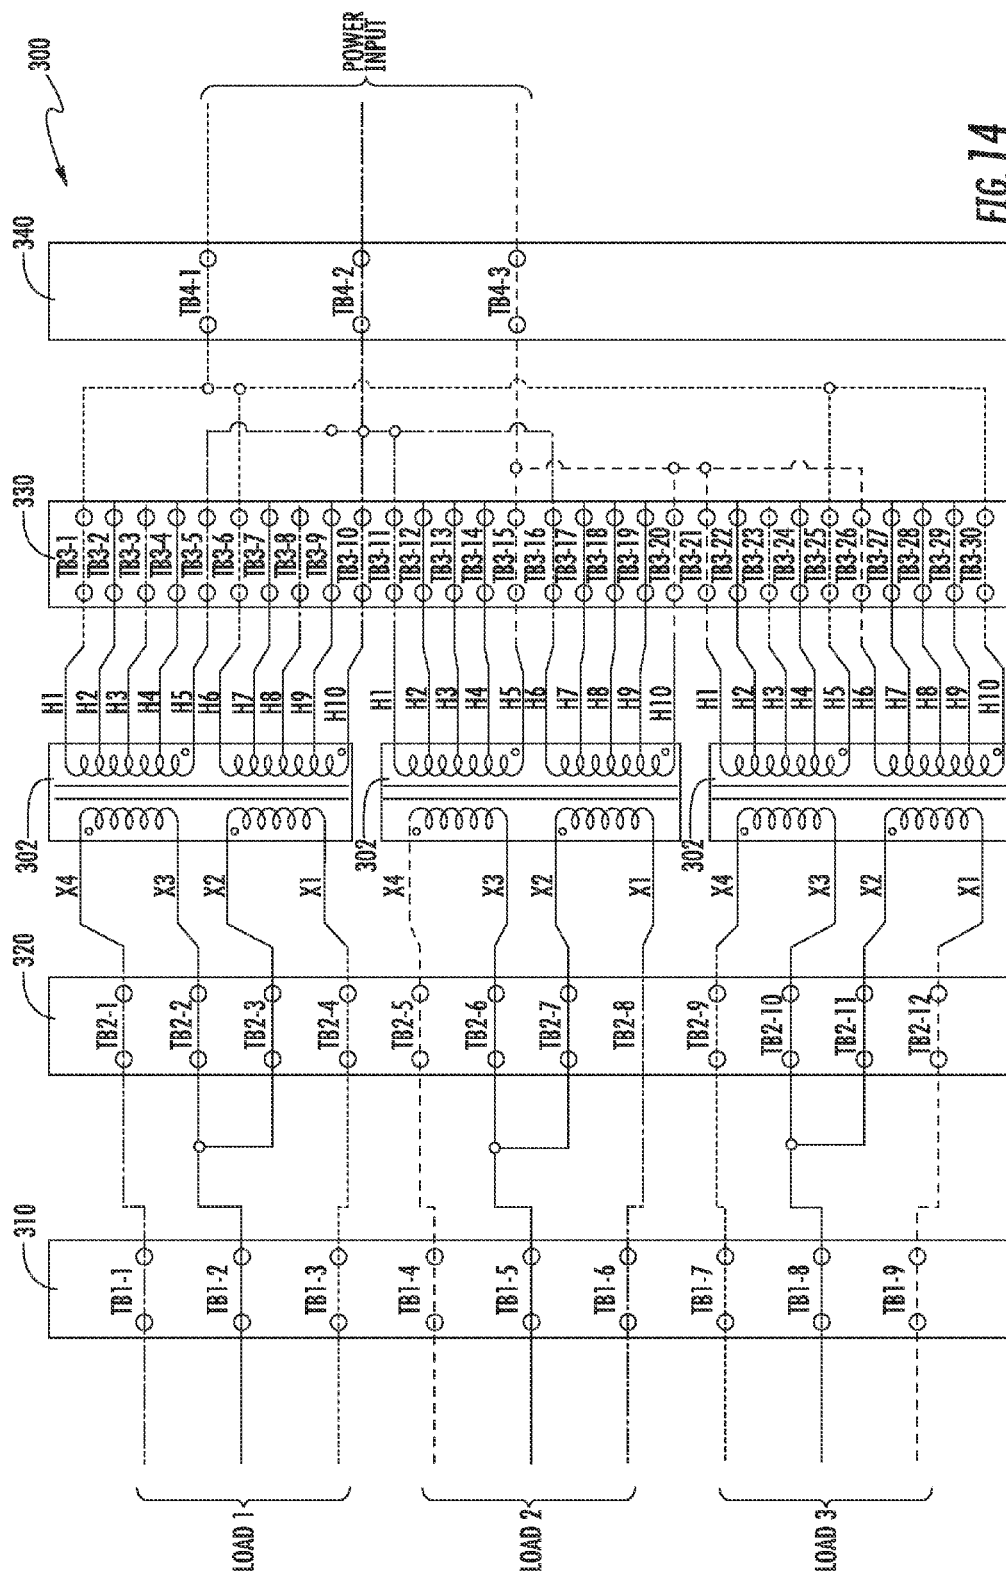 300
POWER
INPUT
340
TB4-1
TB4-2
TB4-3
330
TB3-1
TB3-2
TB3-3
TB3-4
TB3-5
TB3-6
TB3-7
TB3-8
TB3-9
TB3-10
TB3-11
TB3-12
TB3-13
TB3-14
TB3-15
TB3-16
TB3-17
TB3-18
TB3-19
TB3-20
TB3-21
TB3-22
TB3-23
TB3-24
TB3-25
TB3-26
TB3-27
TB3-28
TB3-29
TB3-30
H1
H2
H3
H4
H5
H6
H7
H8
H9
H10
H1
H2
H3
H4
H5
H6
H7
H8
H9
H10
H1
H2
H3
H4
H5
H6
H7
H8
H9
H10
302
302
302
X4
X3
X2
X1
X4
X3
X2
X1
X4
X3
X2
X1
320
TB2-1
TB2-2
TB2-3
TB2-4
TB2-5
TB2-6
TB2-7
TB2-8
TB2-9
TB2-10
TB2-11
TB2-12
310
TB1-1
TB1-2
TB1-3
TB1-4
TB1-5
TB1-6
TB1-7
TB1-8
TB1-9
LOAD 1
LOAD 2
LOAD 3
FIG. 14